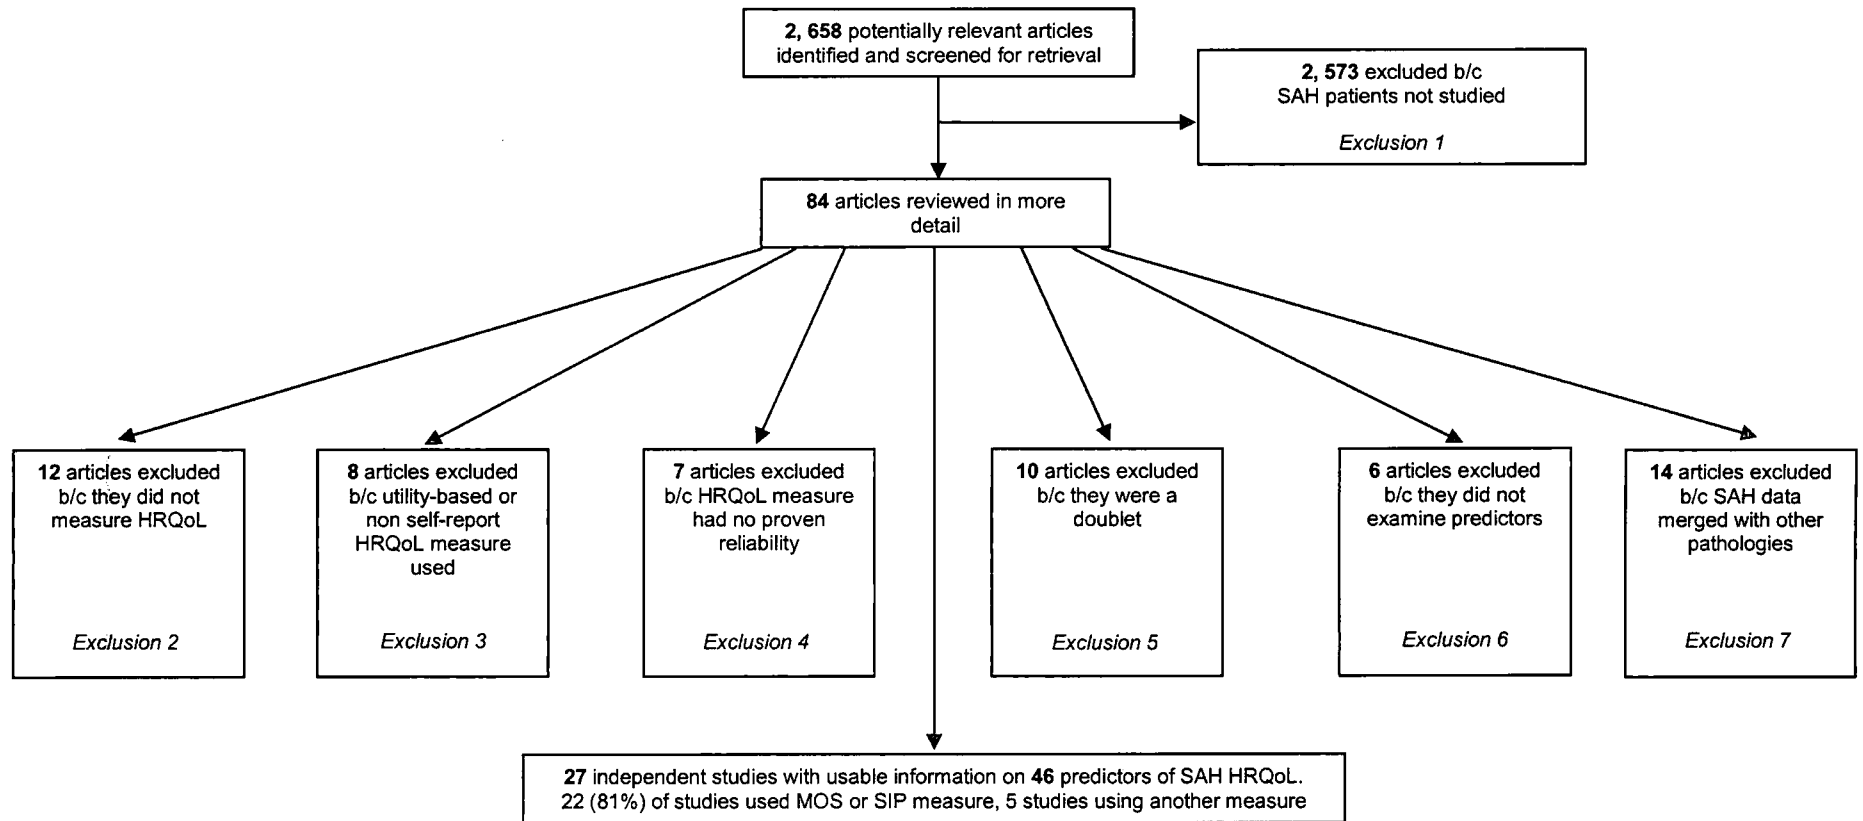 2, 658 potentially relevant articles
identified and screened for retrieval
2, 573 excluded b/c
SAH patients not studied
Exclusion 1
84 articles reviewed in more
detail
12 articles excluded
b/c they did not
measure HRQoL
Exclusion 2
8 articles excluded
b/c utility-based or
non self-report
HRQoL measure
used
Exclusion 3
7 articles excluded
b/c HRQoL measure
had no proven
reliability
Exclusion 4
10 articles excluded
b/c they were a
doublet
Exclusion 5
6 articles excluded
b/c they did not
examine predictors
Exclusion 6
14 articles excluded
b/c SAH data
merged with other
pathologies
Exclusion 7
27 independent studies with usable information on 46 predictors of SAH HRQoL.
22 (81%) of studies used MOS or SIP measure, 5 studies using another measure